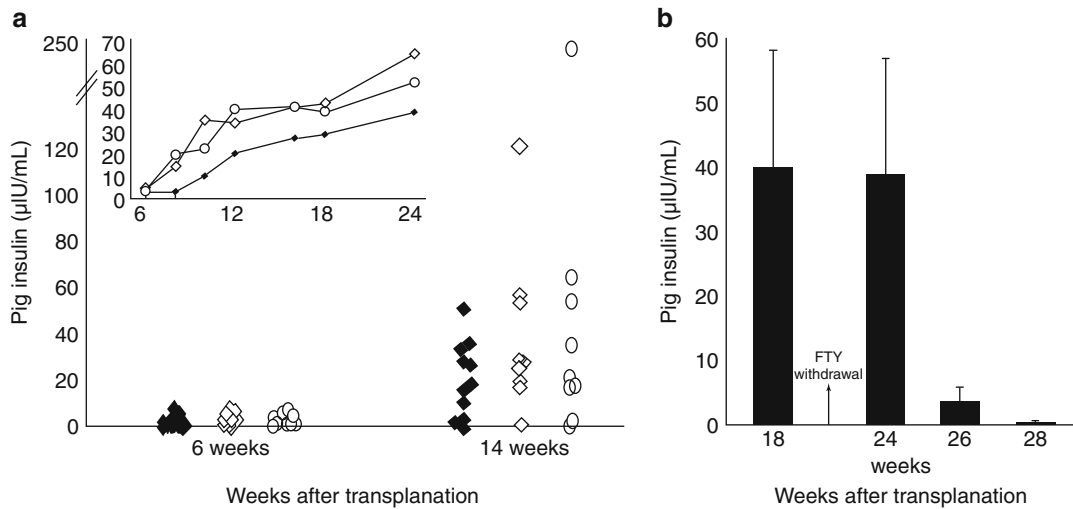 a
Pig insulin (µIU/mL)
250
120
100
80
60
40
20
0
70
60
50
40
30
20
10
0
6
12
18
24
6 weeks
14 weeks
Weeks after transplanation
b
Pig insulin (µIU/mL)
60
50
40
30
20
10
0
FTY
withdrawal
18
24
26
28
weeks
Weeks after transplanation